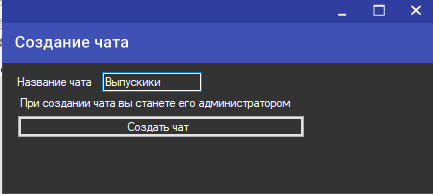 Создание чата
Название чата Выпускики
При создании чата вы станете его администратором
Создать чат